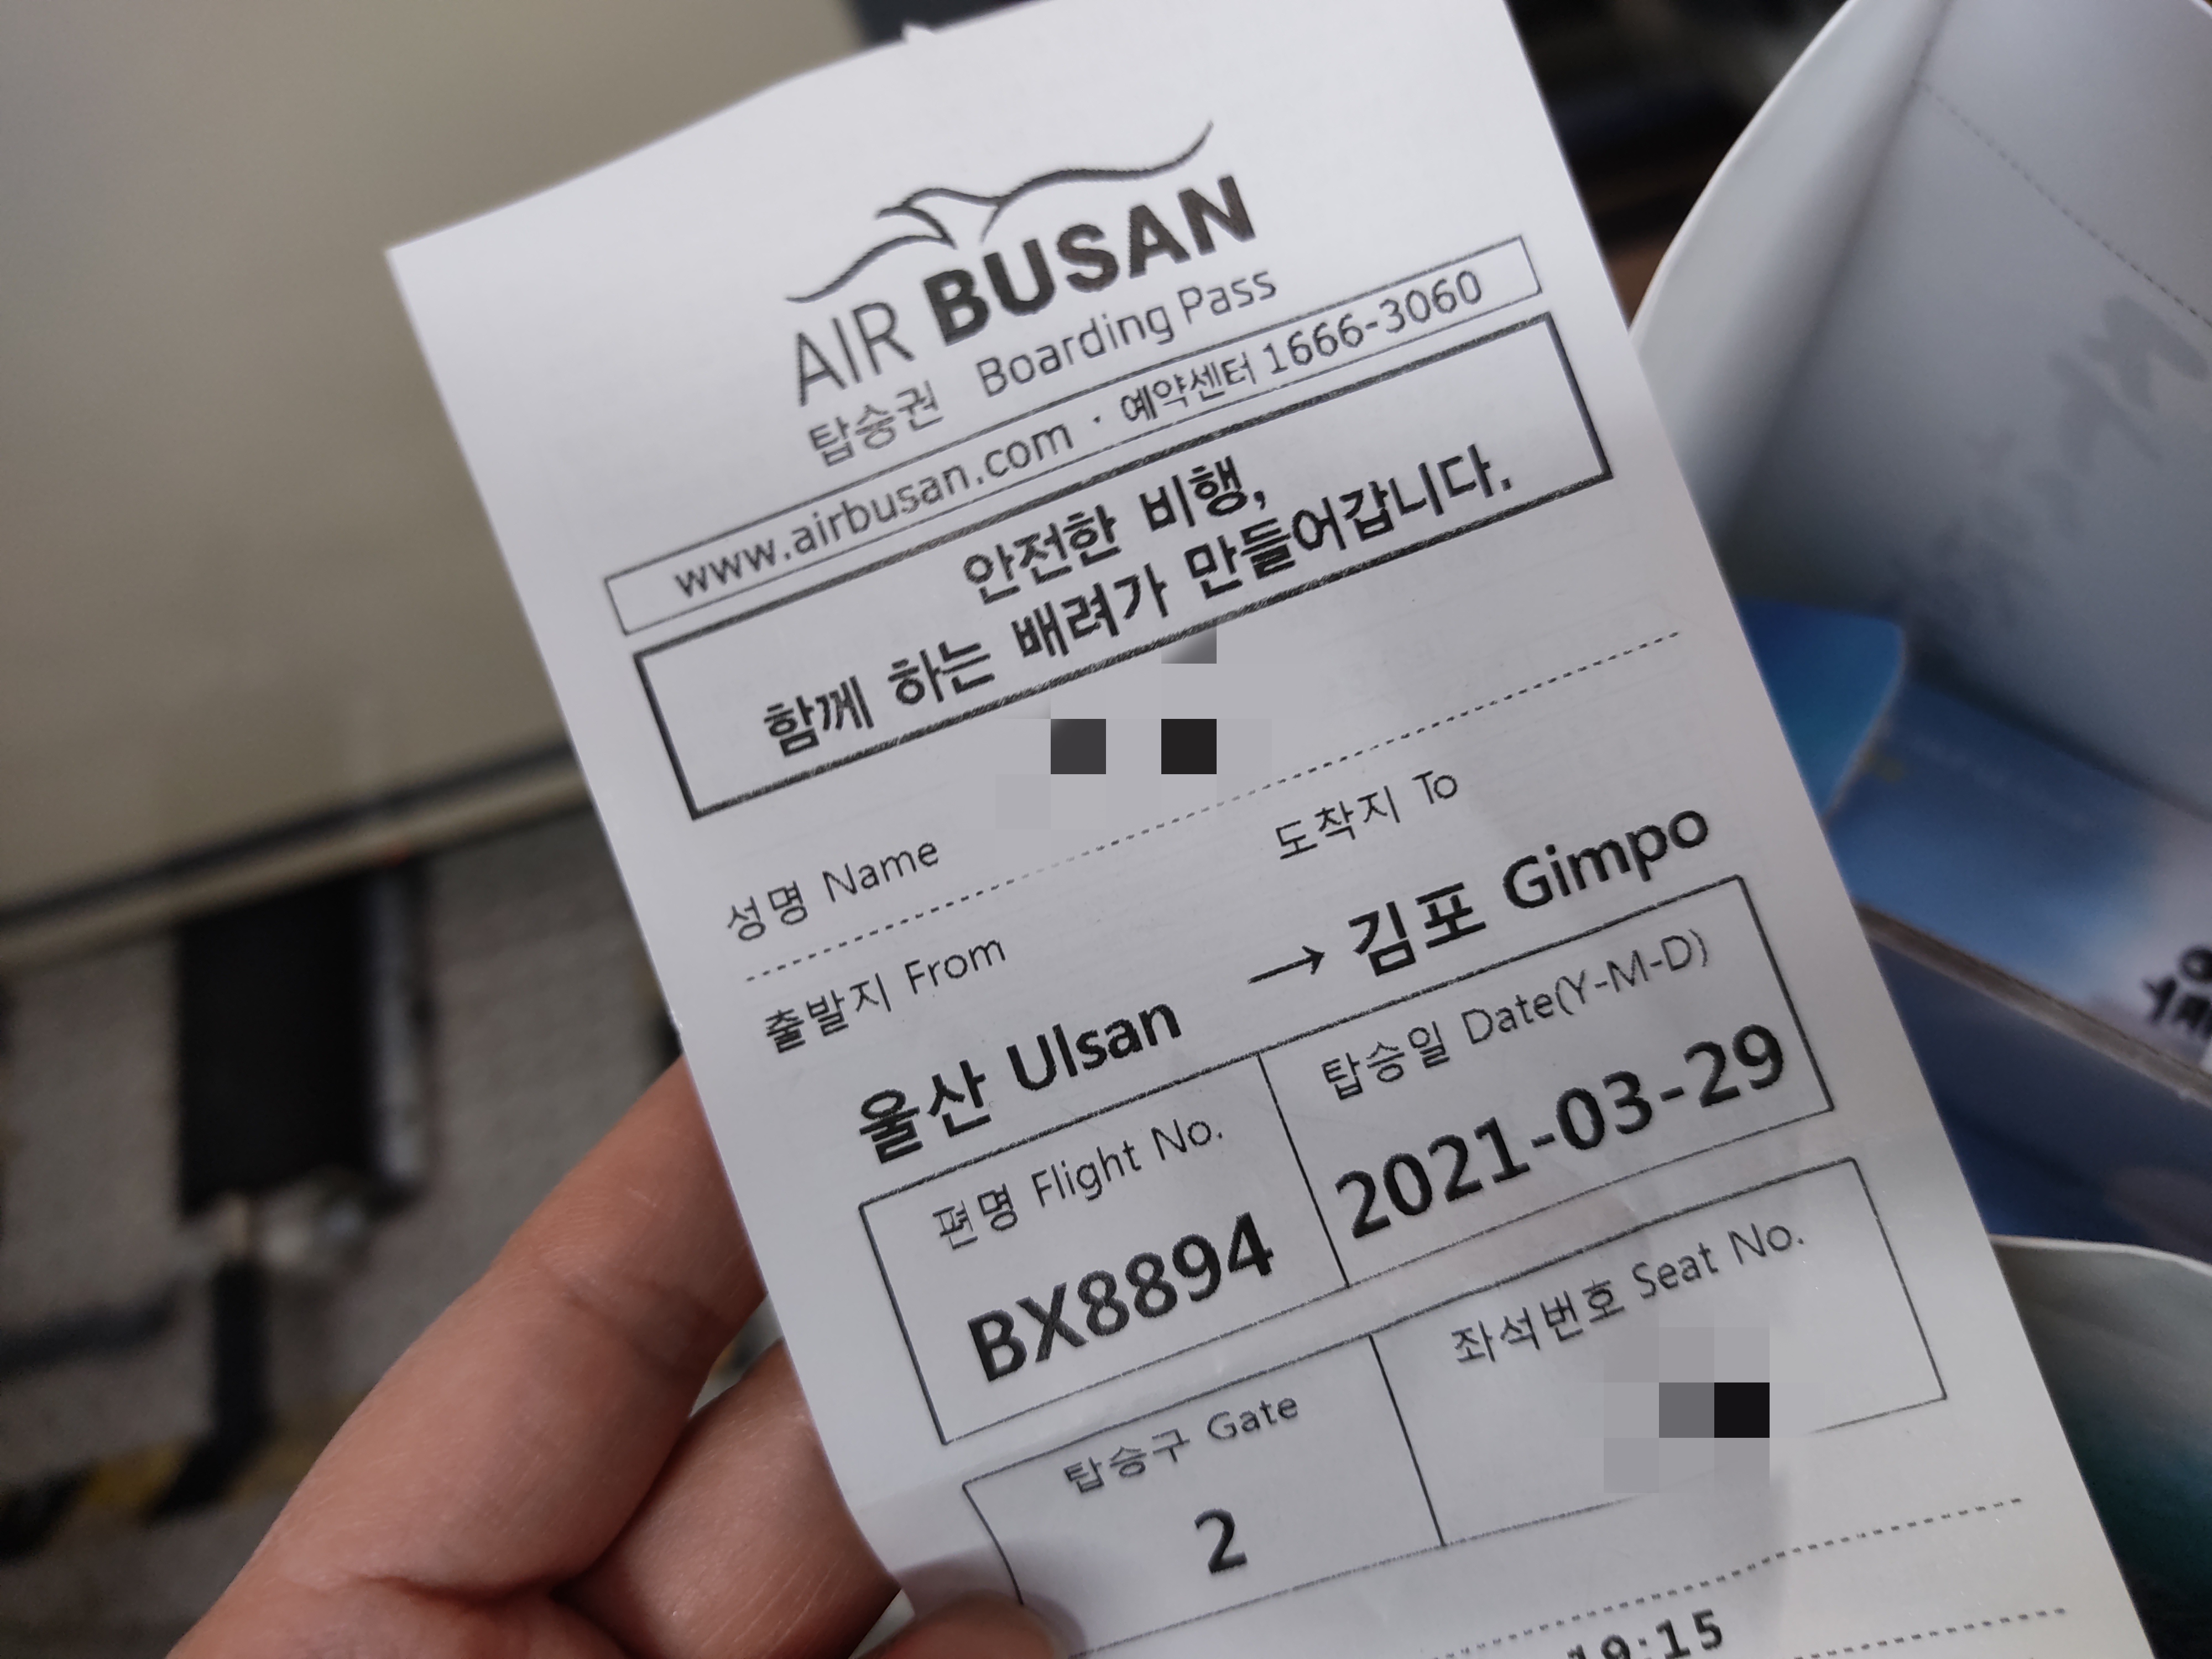 AIR BUSAN
탑승권 Boarding Pass
www.airbusan.com · 예약센터 1666-3060
안전한 비행,
함께 하는 배려가 만들어갑니다.
성명 Name
출발지 From 도착지 To
울산 Ulsan → 김포 Gimpo
편명 Flight No. 탑승일 Date(Y-M-D)
BX8894 2021-03-29
탑승구 Gate 좌석번호 Seat No.
2
19:15